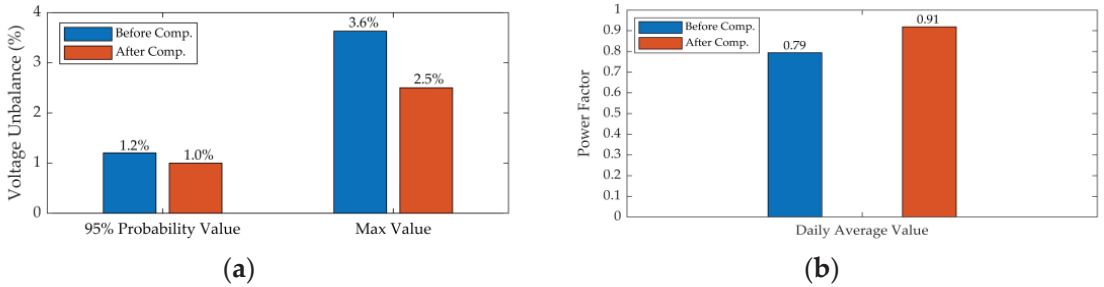 4
3
2
1
0
Voltage Unbalance (%)
Before Comp.
After Comp.
1.2%
1.0%
3.6%
2.5%
95% Probability Value
Max Value
(a)
1
0.9
0.8
0.7
0.6
0.5
0.4
0.3
0.2
0.1
0
Power Factor
Before Comp.
After Comp.
0.79
0.91
Daily Average Value
(b)